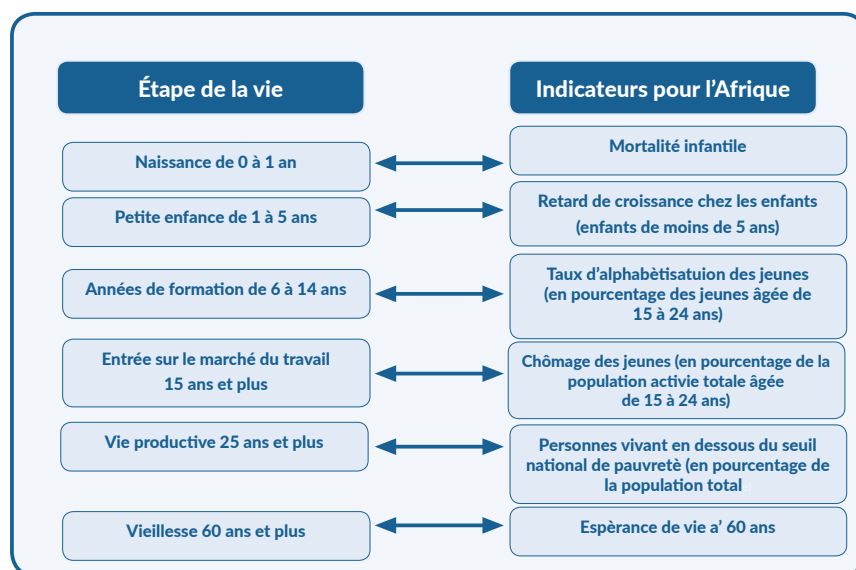 Étape de la vie
Indicateurs pour l'Afrique
Naissance de 0 à 1 an
Mortalité infantile
Petite enfance de 1 à 5 ans
Retard de croissance chez les enfants
(enfants de moins de 5 ans)
Années de formation de 6 à 14 ans
Taux d'alphabètisatuion des jeunes
(en pourcentage des jeunes âgée de
15 à 24 ans)
Entrée sur le marché du travail
15 ans et plus
Chômage des jeunes (en pourcentage de la
population activie totale âgée
de 15 à 24 ans)
Vie productive 25 ans et plus
Personnes vivant en dessous du seuil
national de pauvretè (en pourcentage de
la population total
Vieillesse 60 ans et plus
Espèrance de vie a' 60 ans